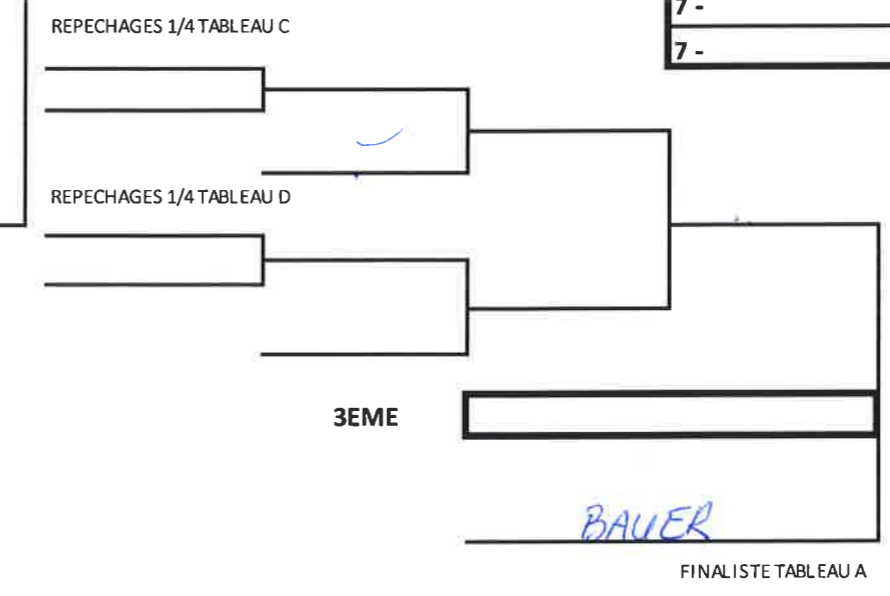 REPECHAGES 1/4 TABLEAU C
7 -
7 -
REPECHAGES 1/4 TABLEAU D
3EME
BAUER
FINALISTE TABLEAU A